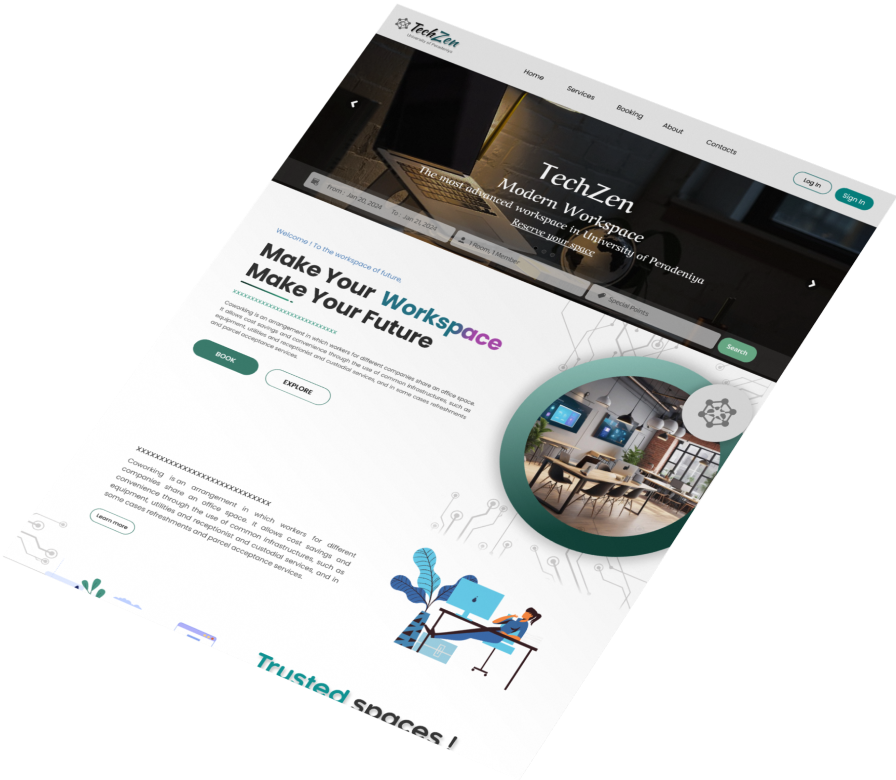 TechZen
University of Peradeniya
Home
Services
Booking
About
Contacts
Log in
Sign in
TechZen
Modern Workspace
The most advanced workspace in University of Peradeniya
Reserve your space
From : Jan 20, 2024
To : Jan 21, 2024
1 Room, 1 Member
Special Points
Search
Welcome ! To the workspace of future,
Make Your Workspace
Make Your Future
xxxxxxxxxxxxxxxxxxxxxxxxxxxx
Coworking is an arrangement in which workers for different companies share an office space.
It allows cost savings and convenience through the use of common infrastructures, such as
equipment, utilities and receptionist and custodial services, and in some cases refreshments
and parcel acceptance services.
BOOK
EXPLORE
xxxxxxxxxxxxxxxxxxxxxxxxxxxx
Coworking is an arrangement in which workers for different
companies share an office space. It allows cost savings and
convenience through the use of common infrastructures, such as
equipment, utilities and receptionist and custodial services, and in
some cases refreshments and parcel acceptance services.
Learn more
Trusted spaces !